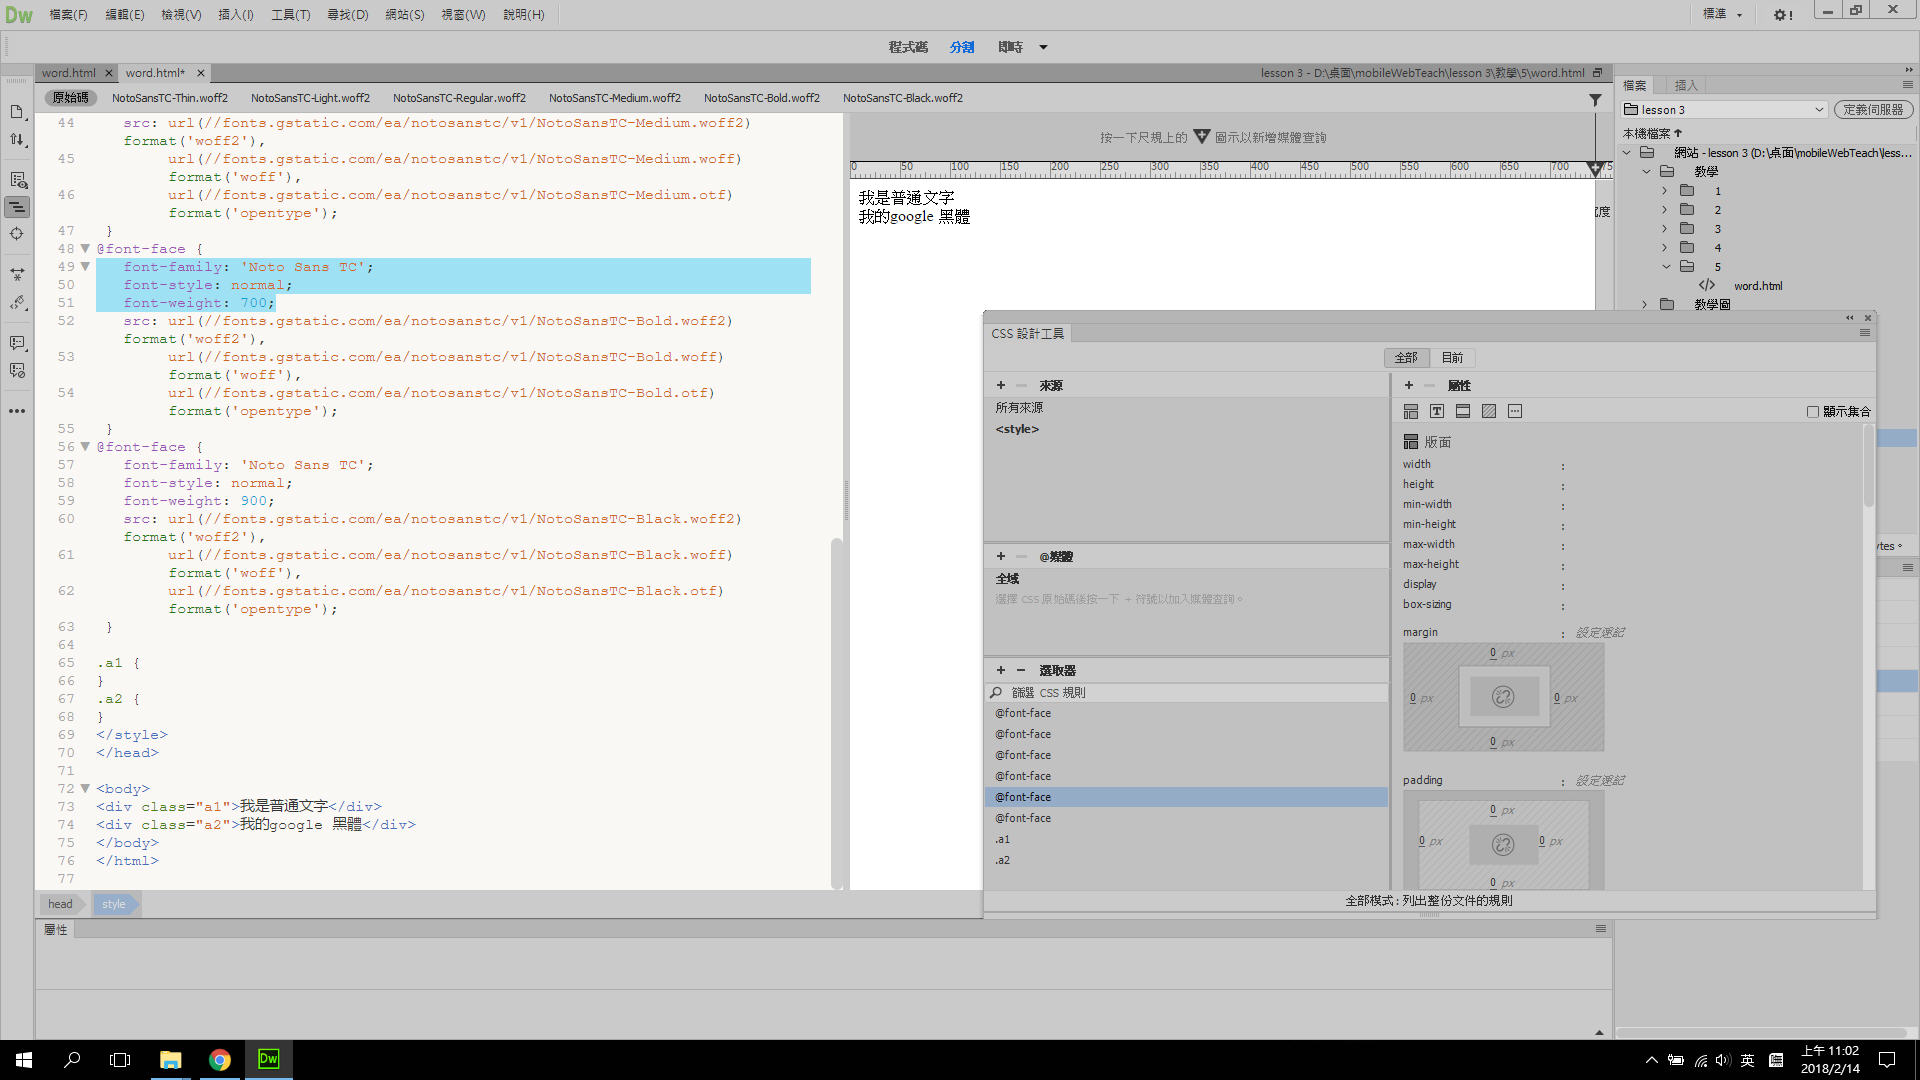 Dw 檔案(F) 編輯(E) 檢視(V) 插入(I) 工具(T) 尋找(D) 網站(S) 視窗(W) 說明(H) 標準
程式碼 分割 即時
word.html word.html* lesson 3 - D:\桌面\mobileWebTeach\lesson 3\教學\5\word.html
原始碼 NotoSansTC-Thin.woff2 NotoSansTC-Light.woff2 NotoSansTC-Regular.woff2 NotoSansTC-Medium.woff2 NotoSansTC-Bold.woff2 NotoSansTC-Black.woff2
44 src: url(//fonts.gstatic.com/ea/notosanstc/v1/NotoSansTC-Medium.woff2)
format('woff2'),
45 url(//fonts.gstatic.com/ea/notosanstc/v1/NotoSansTC-Medium.woff)
format('woff'),
46 url(//fonts.gstatic.com/ea/notosanstc/v1/NotoSansTC-Medium.otf)
format('opentype');
47 }
48 @font-face {
49 font-family: 'Noto Sans TC';
50 font-style: normal;
51 font-weight: 700;
52 src: url(//fonts.gstatic.com/ea/notosanstc/v1/NotoSansTC-Bold.woff2)
format('woff2'),
53 url(//fonts.gstatic.com/ea/notosanstc/v1/NotoSansTC-Bold.woff)
format('woff'),
54 url(//fonts.gstatic.com/ea/notosanstc/v1/NotoSansTC-Bold.otf)
format('opentype');
55 }
56 @font-face {
57 font-family: 'Noto Sans TC';
58 font-style: normal;
59 font-weight: 900;
60 src: url(//fonts.gstatic.com/ea/notosanstc/v1/NotoSansTC-Black.woff2)
format('woff2'),
61 url(//fonts.gstatic.com/ea/notosanstc/v1/NotoSansTC-Black.woff)
format('woff'),
62 url(//fonts.gstatic.com/ea/notosanstc/v1/NotoSansTC-Black.otf)
format('opentype');
63 }
64
65 .a1 {
66 }
67 .a2 {
68 }
69 </style>
70 </head>
71
72 <body>
73 <div class="a1">我是普通文字</div>
74 <div class="a2">我的google 黑體</div>
75 </body>
76 </html>
77
head style
屬性
按一下尺規上的 圖示以新增媒體查詢
0 50 100 150 200 250 300 350 400 450 500 550 600 650 700 75
我是普通文字
我的google 黑體
度
CSS 設計工具
全部 目前
+ − 來源
所有來源
<style>
+ − @媒體
全域
選擇 CSS 原始碼後按一下 + 符號以加入媒體查詢。
+ − 選取器
篩選 CSS 規則
@font-face
@font-face
@font-face
@font-face
@font-face
@font-face
.a1
.a2
+ − 屬性
T 顯示集合
版面
width :
height :
min-width :
min-height :
max-width :
max-height :
display :
box-sizing :
margin : 設定速記
0 px
0 px 0 px
0 px
padding : 設定速記
0 px
0 px 0 px
0 px
全部模式 : 列出整份文件的規則
檔案 插入
lesson 3 定義伺服器
本機檔案
網站 - lesson 3 (D:\桌面\mobileWebTeach\less...
教學
1
2
3
4
5
word.html
教學圖
ytes。
Dw
英
上午 11:02
2018/2/14